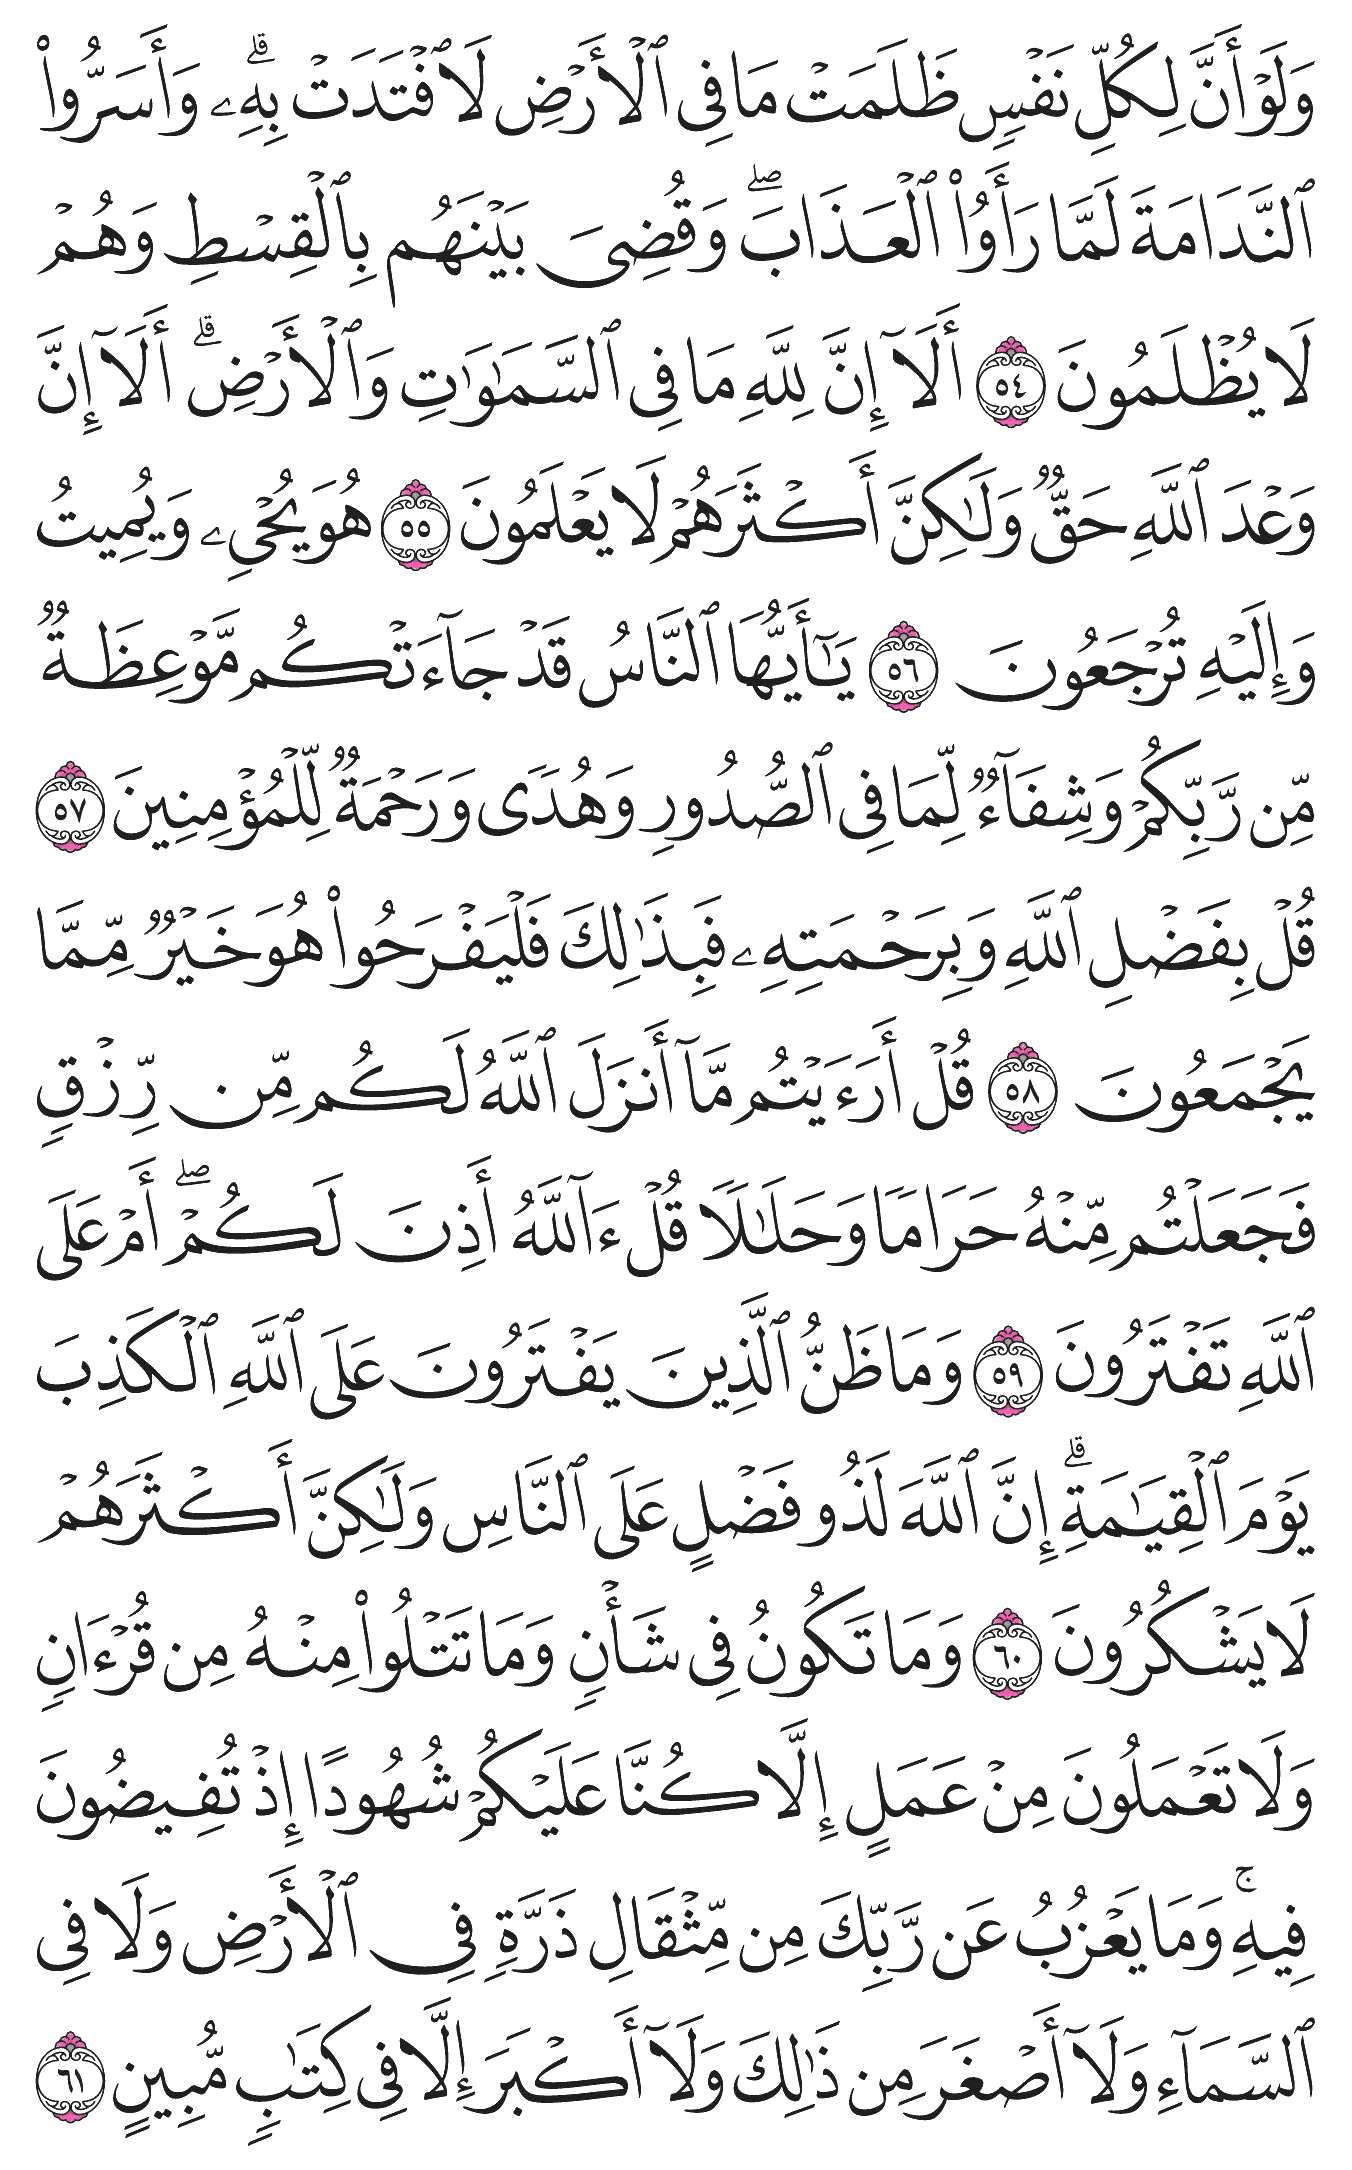 وَلَوۡ أَنَّ لِكُلِّ نَفۡسٖ ظَلَمَتۡ مَا فِي ٱلۡأَرۡضِ لَٱفۡتَدَتۡ بِهِۦۗ وَأَسَرُّواْ
ٱلنَّدَامَةَ لَمَّا رَأَوُاْ ٱلۡعَذَابَۖ وَقُضِيَ بَيۡنَهُم بِٱلۡقِسۡطِ وَهُمۡ
لَا يُظۡلَمُونَ ٥٤ أَلَآ إِنَّ لِلَّهِ مَا فِي ٱلسَّمَٰوَٰتِ وَٱلۡأَرۡضِۗ أَلَآ إِنَّ
وَعۡدَ ٱللَّهِ حَقّٞ وَلَٰكِنَّ أَكۡثَرَهُمۡ لَا يَعۡلَمُونَ ٥٥ هُوَ يُحۡيِۦ وَيُمِيتُ
وَإِلَيۡهِ تُرۡجَعُونَ ٥٦ يَٰٓأَيُّهَا ٱلنَّاسُ قَدۡ جَآءَتۡكُم مَّوۡعِظَةٞ
مِّن رَّبِّكُمۡ وَشِفَآءٞ لِّمَا فِي ٱلصُّدُورِ وَهُدٗى وَرَحۡمَةٞ لِّلۡمُؤۡمِنِينَ ٥٧
قُلۡ بِفَضۡلِ ٱللَّهِ وَبِرَحۡمَتِهِۦ فَبِذَٰلِكَ فَلۡيَفۡرَحُواْ هُوَ خَيۡرٞ مِّمَّا
يَجۡمَعُونَ ٥٨ قُلۡ أَرَءَيۡتُم مَّآ أَنزَلَ ٱللَّهُ لَكُم مِّن رِّزۡقٖ
فَجَعَلۡتُم مِّنۡهُ حَرَامٗا وَحَلَٰلٗا قُلۡ ءَآللَّهُ أَذِنَ لَكُمۡۖ أَمۡ عَلَى
ٱللَّهِ تَفۡتَرُونَ ٥٩ وَمَا ظَنُّ ٱلَّذِينَ يَفۡتَرُونَ عَلَى ٱللَّهِ ٱلۡكَذِبَ
يَوۡمَ ٱلۡقِيَٰمَةِۗ إِنَّ ٱللَّهَ لَذُو فَضۡلٍ عَلَى ٱلنَّاسِ وَلَٰكِنَّ أَكۡثَرَهُمۡ
لَا يَشۡكُرُونَ ٦٠ وَمَا تَكُونُ فِي شَأۡنٖ وَمَا تَتۡلُواْ مِنۡهُ مِن قُرۡءَانٖ
وَلَا تَعۡمَلُونَ مِنۡ عَمَلٍ إِلَّا كُنَّا عَلَيۡكُمۡ شُهُودًا إِذۡ تُفِيضُونَ
فِيهِۚ وَمَا يَعۡزُبُ عَن رَّبِّكَ مِن مِّثۡقَالِ ذَرَّةٖ فِي ٱلۡأَرۡضِ وَلَا فِي
ٱلسَّمَآءِ وَلَآ أَصۡغَرَ مِن ذَٰلِكَ وَلَآ أَكۡبَرَ إِلَّا فِي كِتَٰبٖ مُّبِينٍ ٦١